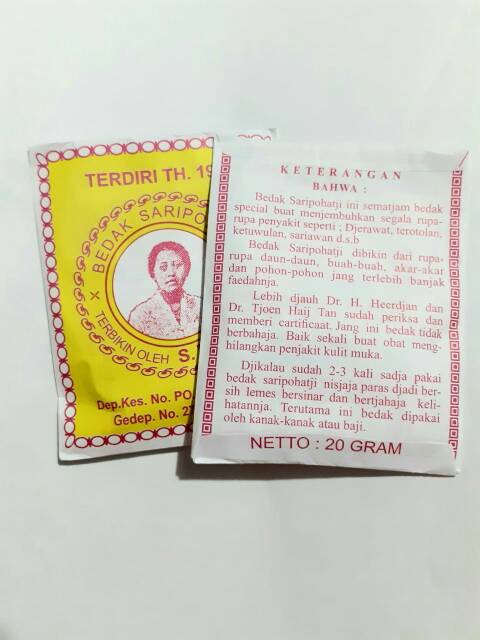 TERDIRI TH. 19
BEDAK SARIPO
TERBIKIN OLEH S.
Dep.Kes. No. PO.
Gedep. No. 2
KETERANGAN
BAHWA :
Bedak Saripohatji ini sematjam bedak
special buat menjembuhkan segala rupa-
rupa penyakit seperti ; Djerawat, terotolan,
ketuwulan, sariawan d.s.b
Bedak Saripohatji dibikin dari rupa-
rupa daun-daun, buah-buah, akar-akar
dan pohon-pohon jang terlebih banjak
faedahnja.
Lebih djauh Dr. H. Heerdjan dan
Dr. Tjoen Haij Tan sudah periksa dan
memberi certificaat. Jang ini bedak tidak
berbahaja. Baik sekali buat obat meng-
hilangkan penjakit kulit muka.
Djikalau sudah 2-3 kali sadja pakai
bedak saripohatji nisjaja paras djadi ber-
sih lemes bersinar dan bertjahaja keli-
hatannja. Terutama ini bedak dipakai
oleh kanak-kanak atau baji.
NETTO : 20 GRAM